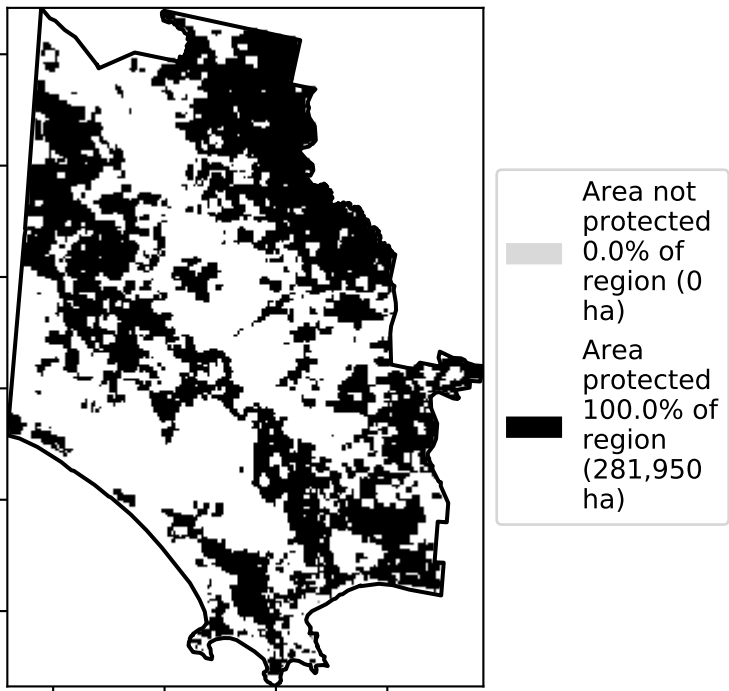 Area not
protected
0.0% of
region (0
ha)
Area
protected
100.0% of
region
(281,950
ha)